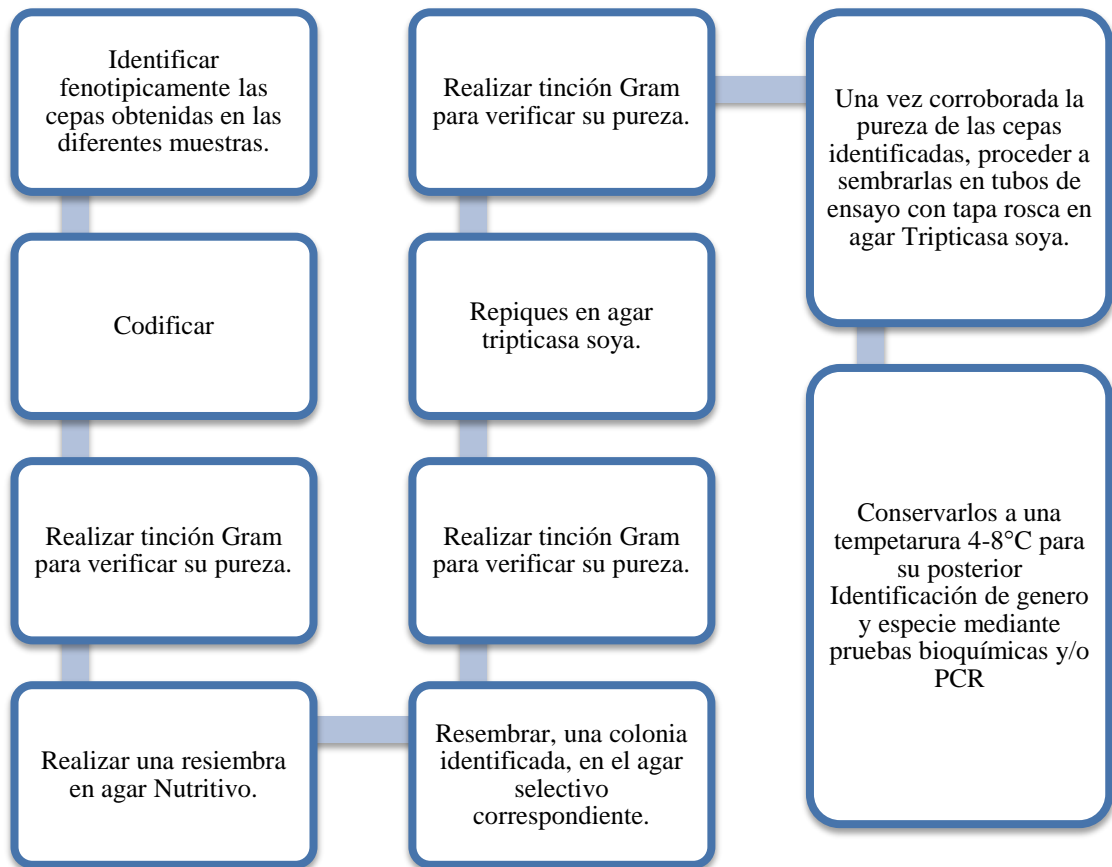 Identificar
fenotipicamente las
cepas obtenidas en las
diferentes muestras.
Codificar
Realizar tinción Gram
para verificar su pureza.
Realizar una resiembra
en agar Nutritivo.
Resembrar, una colonia
identificada, en el agar
selectivo
correspondiente.
Realizar tinción Gram
para verificar su pureza.
Repiques en agar
tripticasa soya.
Realizar tinción Gram
para verificar su pureza.
Una vez corroborada la
pureza de las cepas
identificadas, proceder a
sembrarlas en tubos de
ensayo con tapa rosca en
agar Tripticasa soya.
Conservarlos a una
tempetarura 4-8°C para
su posterior
Identificación de genero
y especie mediante
pruebas bioquímicas y/o
PCR